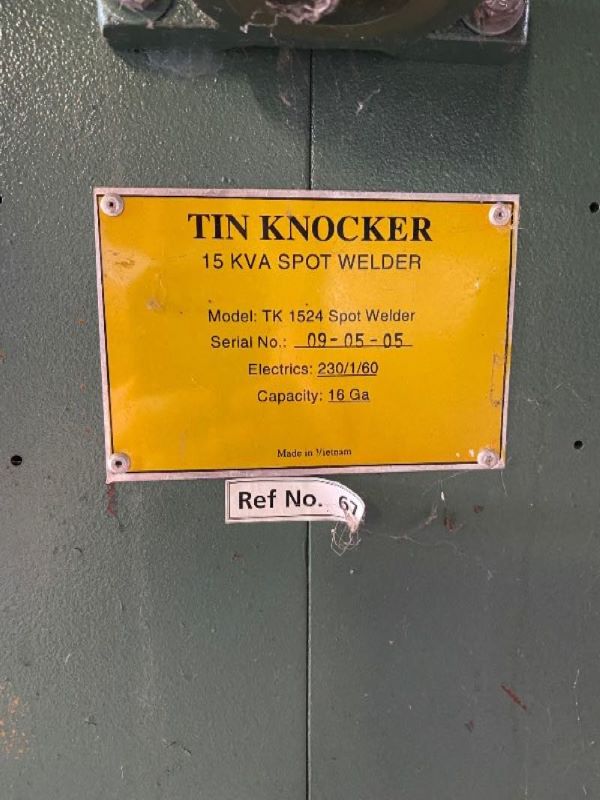 TIN KNOCKER
15 KVA SPOT WELDER
Model: TK 1524 Spot Welder
Serial No.: 09-05-05
Electrics: 230/1/60
Capacity: 16 Ga
Made in Vietnam
Ref No. 67